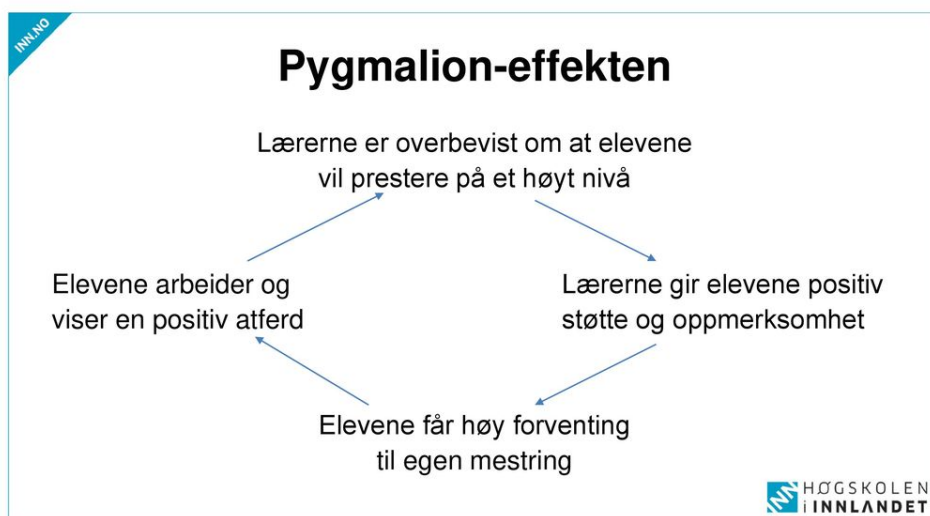 INN.NO
Pygmalion-effekten
Lærerne er overbevist om at elevene
vil prestere på et høyt nivå
Lærerne gir elevene positiv
støtte og oppmerksomhet
Elevene får høy forventing
til egen mestring
Elevene arbeider og
viser en positiv atferd
INN HØGSKOLEN
i INNLANDET